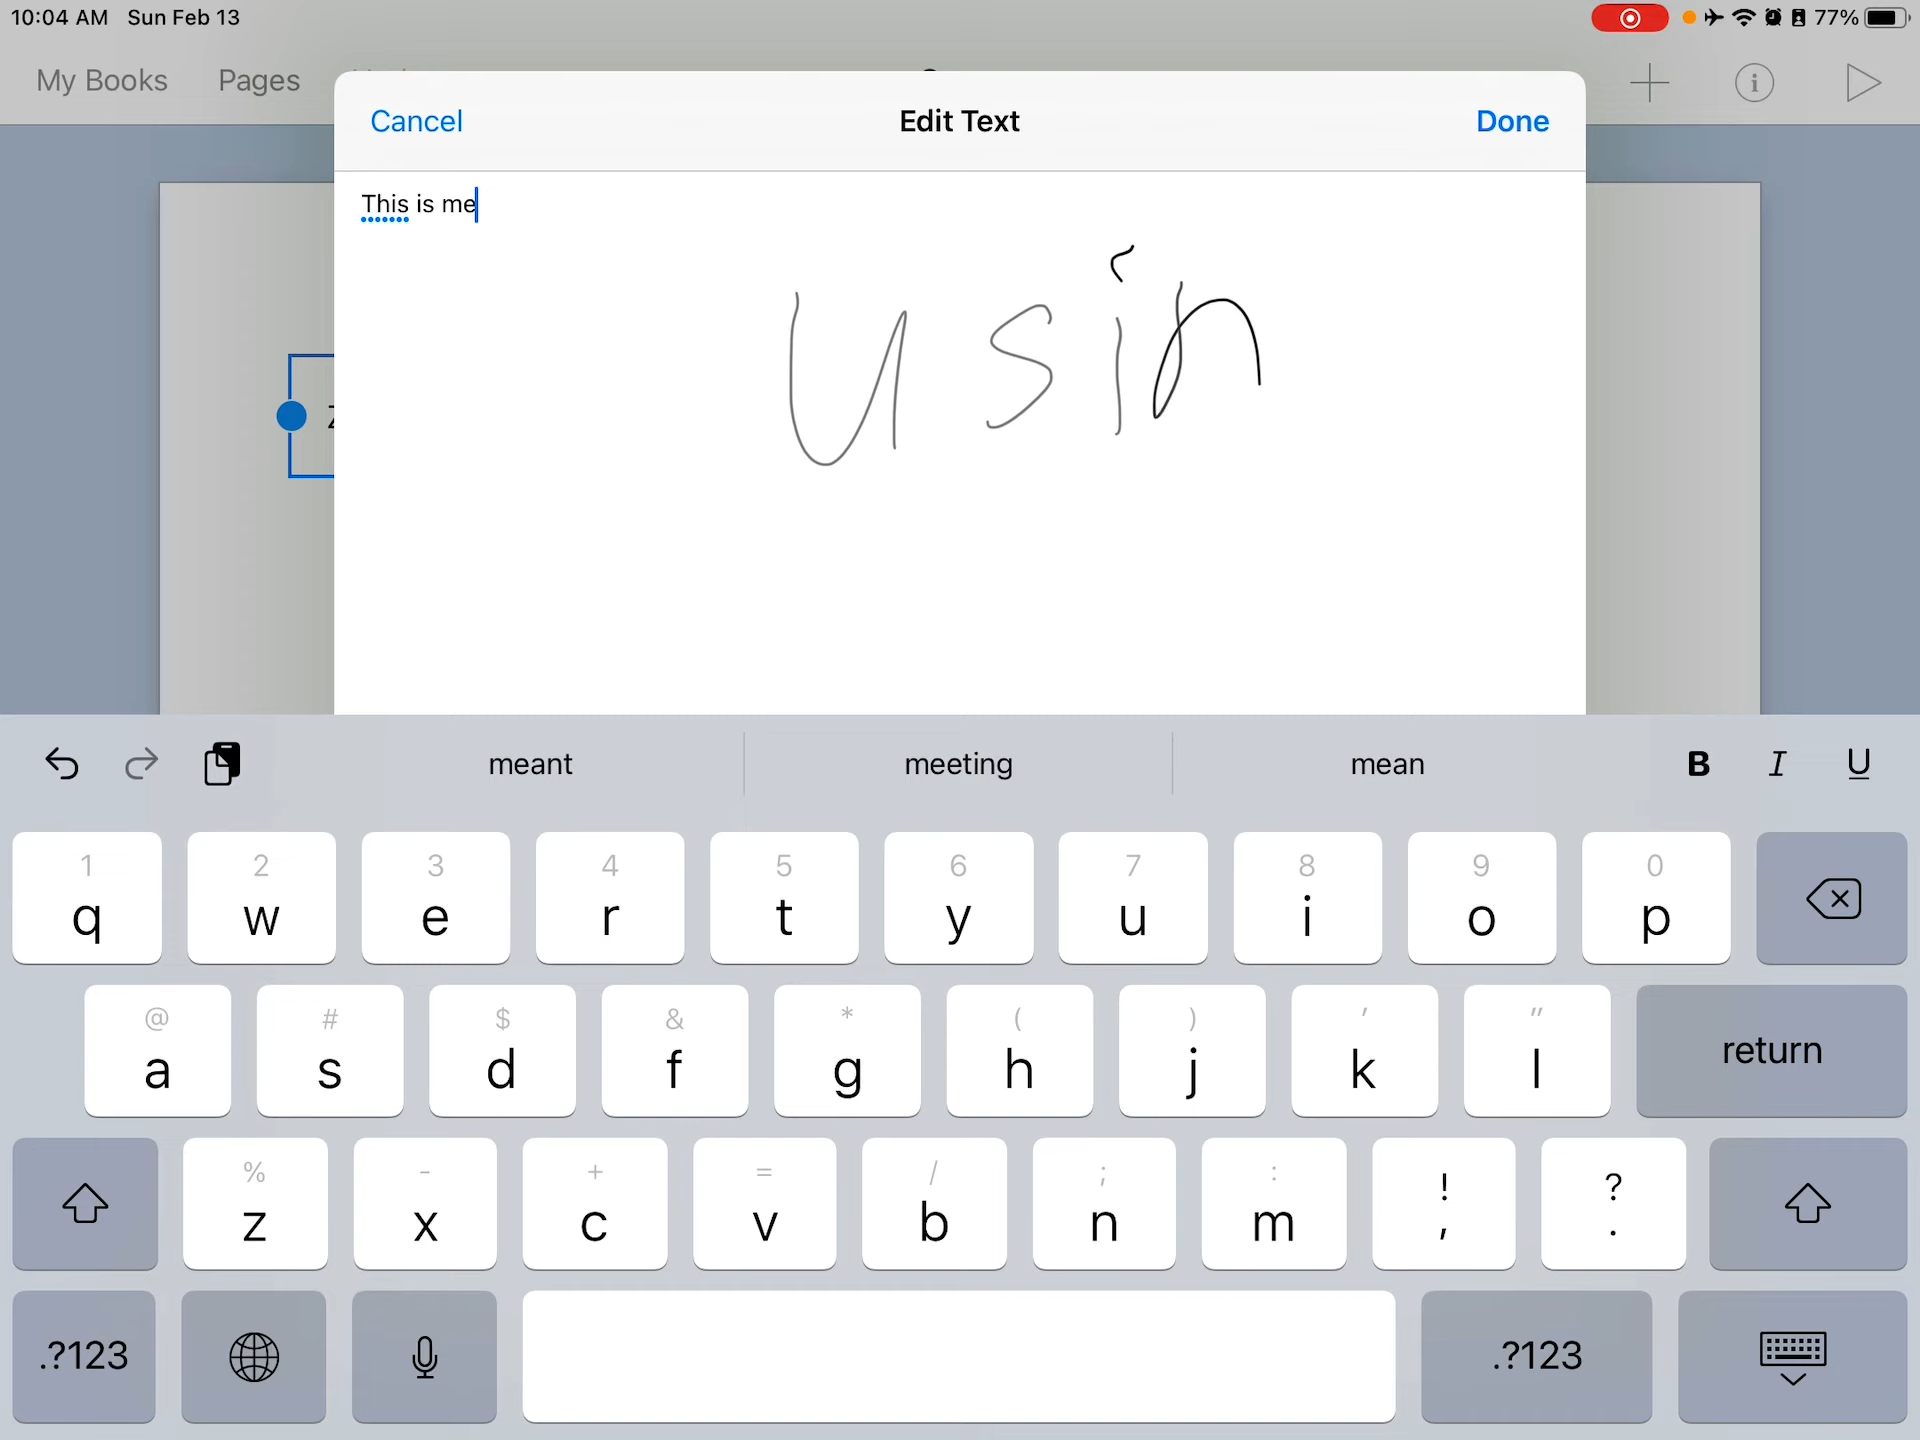 10:04 AM Sun Feb 13 77%
My Books Pages
Cancel Edit Text Done
This is me
usin
meant meeting mean B I U
1 2 3 4 5 6 7 8 9 0
q w e r t y u i o p
@ # $ & * ( ) ' "
a s d f g h j k l return
% - + = / ; : ! ?
z x c v b n m , .
.?123 .?123